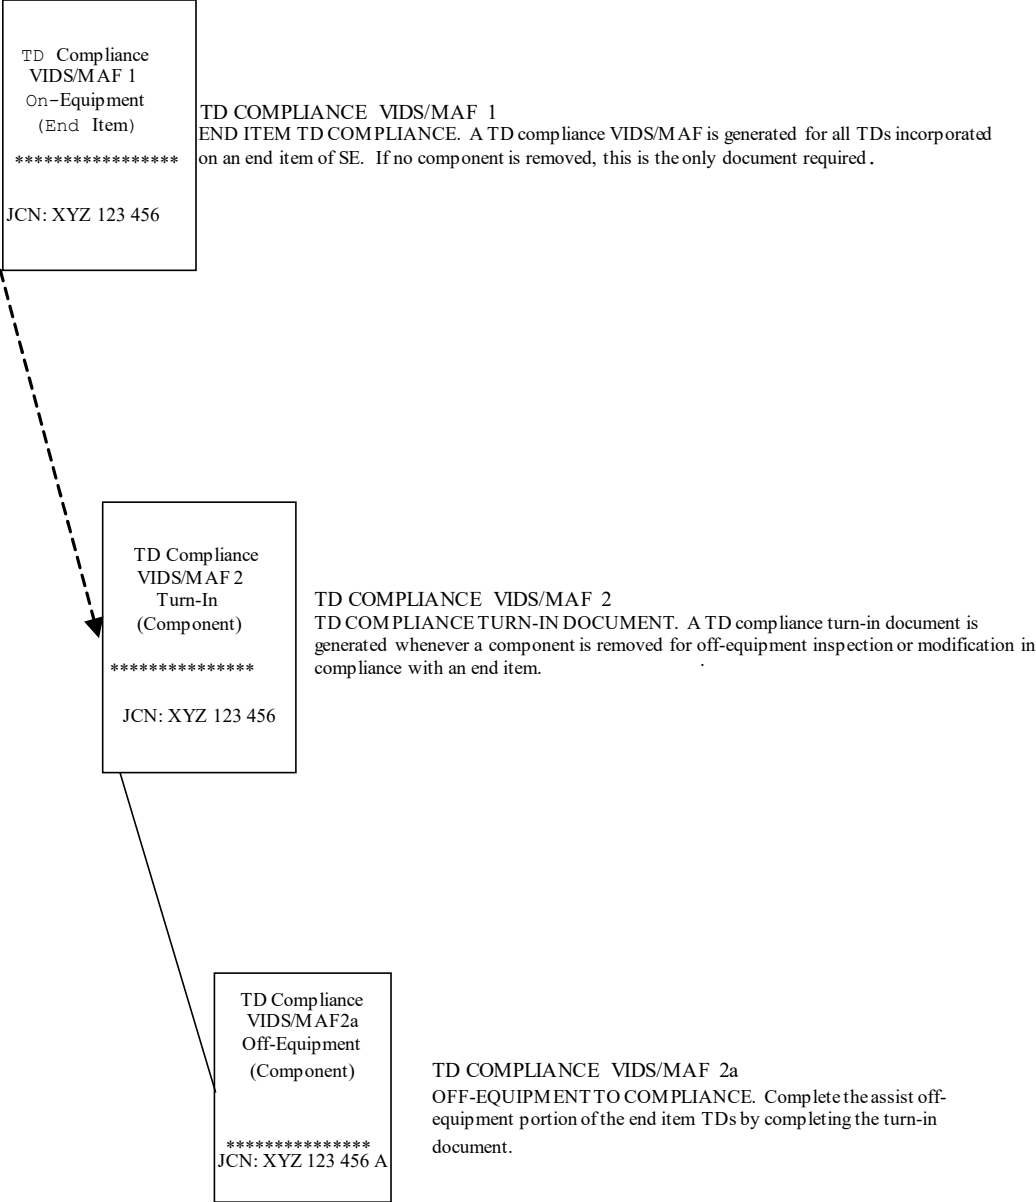 TD Compliance
VIDS/MAF 1
On-Equipment
(End Item)
*****************
JCN: XYZ 123 456
TD COMPLIANCE VIDS/MAF 1
END ITEM TD COMPLIANCE. A TD compliance VIDS/MAF is generated for all TDs incorporated
on an end item of SE. If no component is removed, this is the only document required.
TD Compliance
VIDS/MAF 2
Turn-In
(Component)
***************
JCN: XYZ 123 456
TD COMPLIANCE VIDS/MAF 2
TD COMPLIANCE TURN-IN DOCUMENT. A TD compliance turn-in document is
generated whenever a component is removed for off-equipment inspection or modification in
compliance with an end item.
TD Compliance
VIDS/MAF2a
Off-Equipment
(Component)
***************
JCN: XYZ 123 456 A
TD COMPLIANCE VIDS/MAF 2a
OFF-EQUIPMENT TO COMPLIANCE. Complete the assist off-
equipment portion of the end item TDs by completing the turn-in
document.